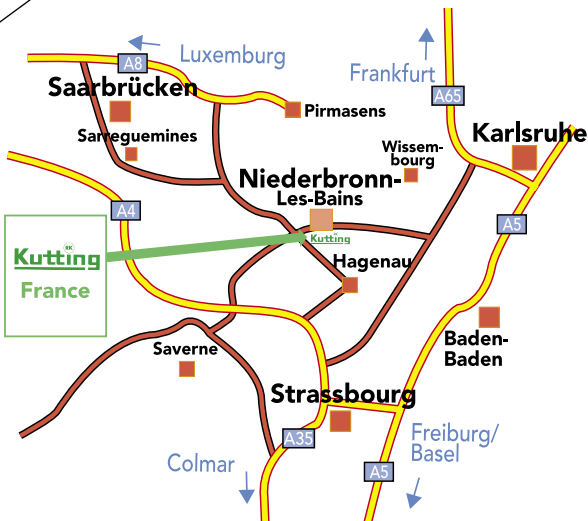 Luxemburg
A8
Frankfurt
Saarbrücken
A65
Pirmasens
Karlsruhe
Sarreguemines
Wissem-
bourg
Niederbronn-
Les-Bains
A4
A5
RK
Kutting
France
Kutting
Hagenau
Baden-
Baden
Saverne
Strassbourg
A35
Freiburg/
Basel
Colmar
A5